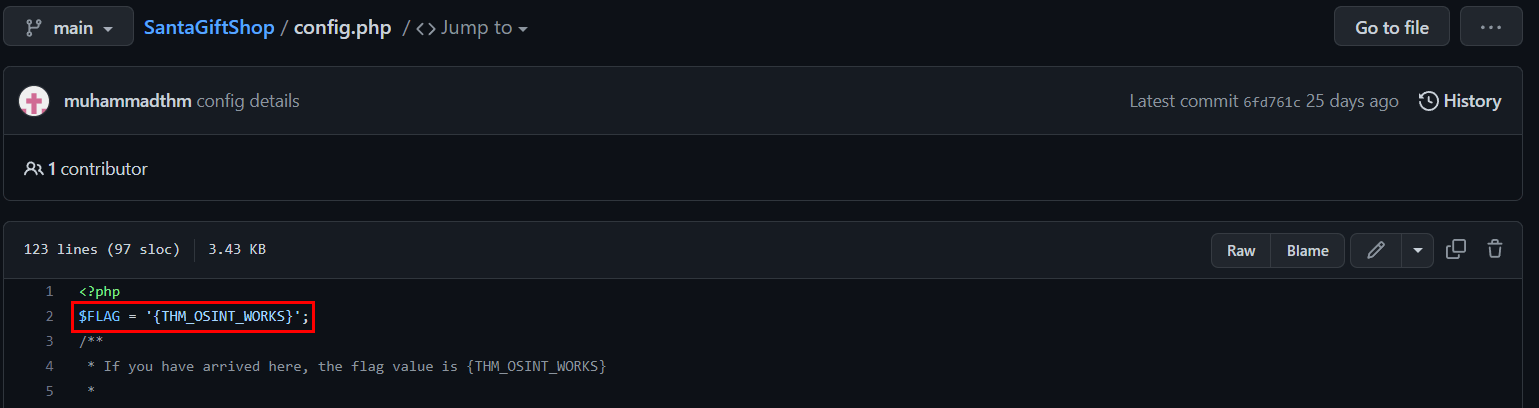 main SantaGiftShop / config.php / <> Jump to Go to file ...
muhammadthm config details Latest commit 6fd761c 25 days ago History
1 contributor
123 lines (97 sloc) 3.43 KB Raw Blame
1 <?php
2 $FLAG = '{THM_OSINT_WORKS}';
3 /**
4 * If you have arrived here, the flag value is {THM_OSINT_WORKS}
5 *